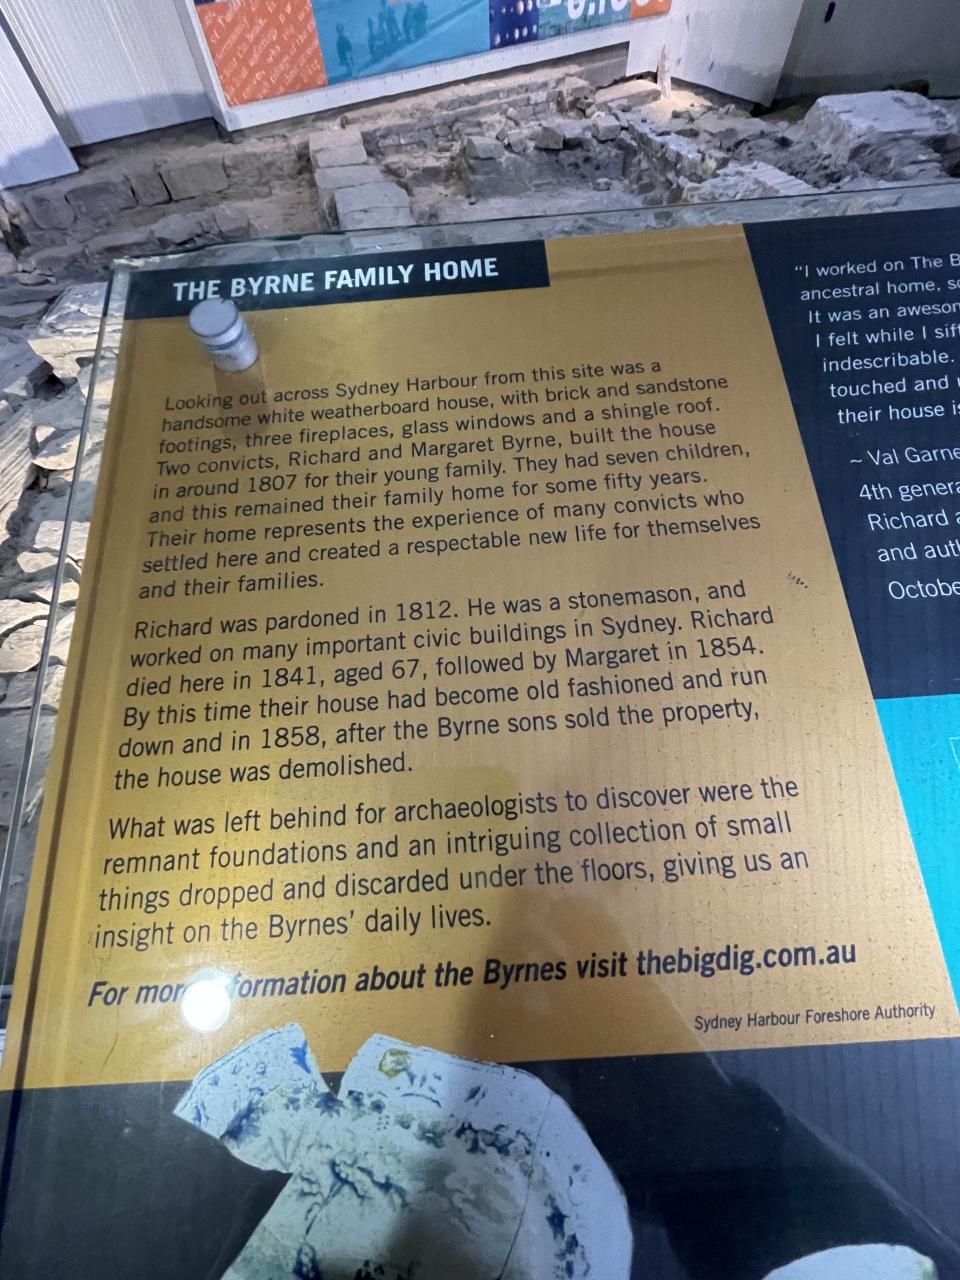 THE BYRNE FAMILY HOME
Looking out across Sydney Harbour from this site was a
handsome white weatherboard house, with brick and sandstone
footings, three fireplaces, glass windows and a shingle roof.
Two convicts, Richard and Margaret Byrne, built the house
in around 1807 for their young family. They had seven children,
and this remained their family home for some fifty years.
Their home represents the experience of many convicts who
settled here and created a respectable new life for themselves
and their families.
Richard was pardoned in 1812. He was a stonemason, and
worked on many important civic buildings in Sydney. Richard
died here in 1841, aged 67, followed by Margaret in 1854.
By this time their house had become old fashioned and run
down and in 1858, after the Byrne sons sold the property,
the house was demolished.
What was left behind for archaeologists to discover were the
remnant foundations and an intriguing collection of small
things dropped and discarded under the floors, giving us an
insight on the Byrnes’ daily lives.
For more formation about the Byrnes visit thebigdig.com.au
Sydney Harbour Foreshore Authority
“I worked on The B
ancestral home, so
It was an awesom
I felt while I sift
indescribable.
touched and
their house is
~ Val Garne
4th genera
Richard a
and auth
Octobe